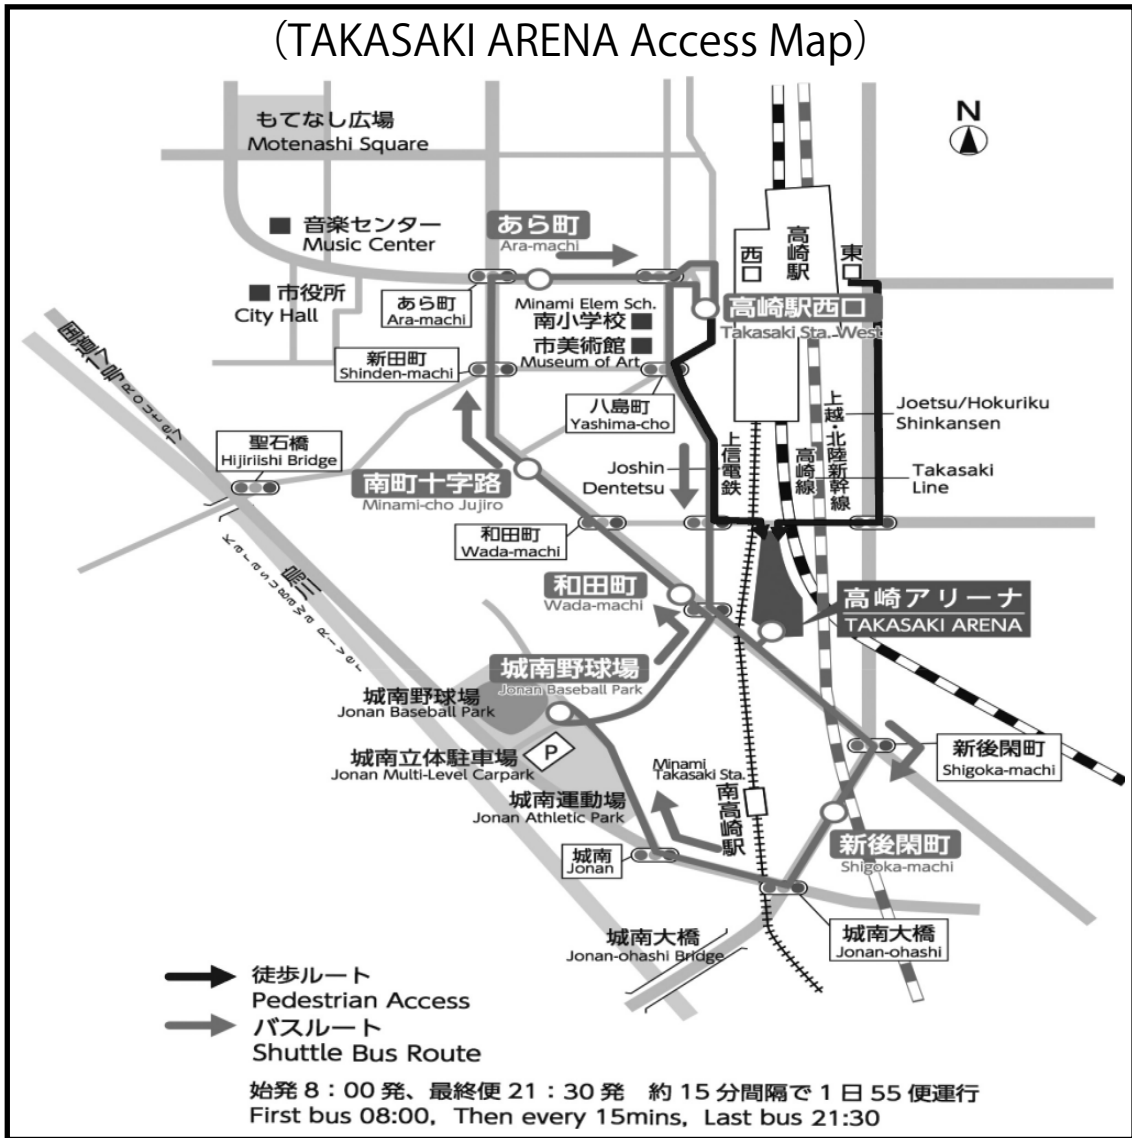 （TAKASAKI ARENA Access Map）
もてなし広場
Motenashi Square
N
音楽センター
Music Center
あら町
Ara-machi
高崎駅
西口
東口
市役所
City Hall
あら町
Ara-machi
Minami Elem Sch.
南小学校
市美術館
Museum of Art
高崎駅西口
Takasaki Sta. West
国道17号
Route 17
新田町
Shinden-machi
八島町
Yashima-cho
上越・北陸新幹線
Joetsu/Hokuriku
Shinkansen
聖石橋
Hijiriishi Bridge
南町十字路
Minami-cho Jujiro
Joshin
Dentetsu
上信電鉄
高崎線
Takasaki
Line
和田町
Wada-machi
烏川
Karasugawa River
和田町
Wada-machi
高崎アリーナ
TAKASAKI ARENA
城南野球場
Jonan Baseball Park
城南野球場
Jonan Baseball Park
城南立体駐車場
Jonan Multi-Level Carpark
P
Minami
Takasaki Sta.
南高崎駅
新後閑町
Shigoka-machi
城南運動場
Jonan Athletic Park
新後閑町
Shigoka-machi
城南
Jonan
城南大橋
Jonan-ohashi Bridge
城南大橋
Jonan-ohashi
徒歩ルート
Pedestrian Access
バスルート
Shuttle Bus Route
始発 8：00 発、最終便 21：30 発　約 15 分間隔で 1 日 55 便運行
First bus 08:00, Then every 15mins, Last bus 21:30